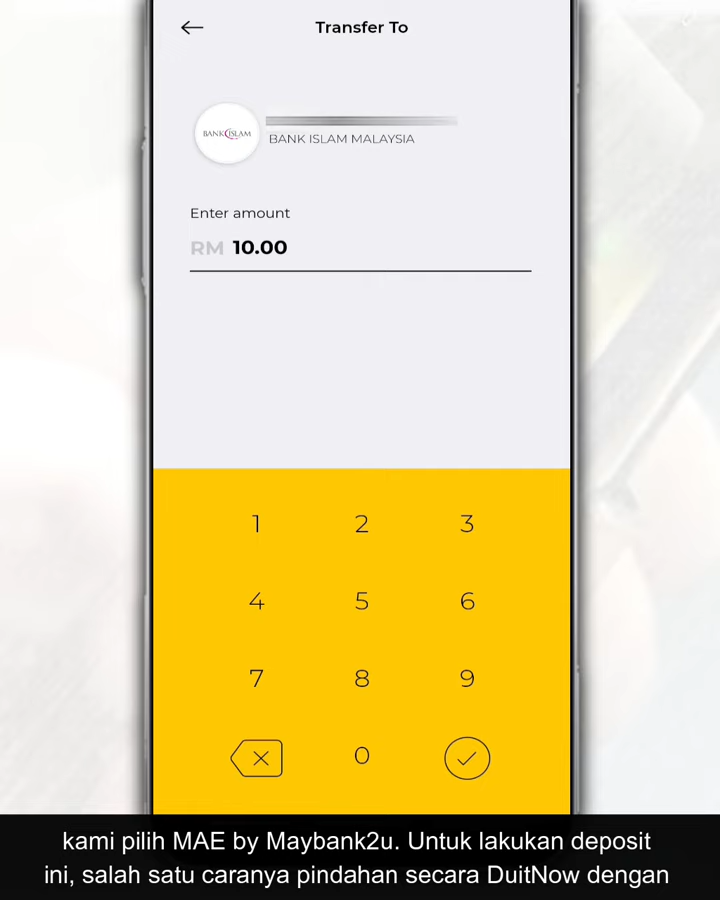 Transfer To
BANK ISLAM
BANK ISLAM MALAYSIA
Enter amount
RM 10.00
1 2 3
4 5 6
7 8 9
0
kami pilih MAE by Maybank2u. Untuk lakukan deposit
ini, salah satu caranya pindahan secara DuitNow dengan